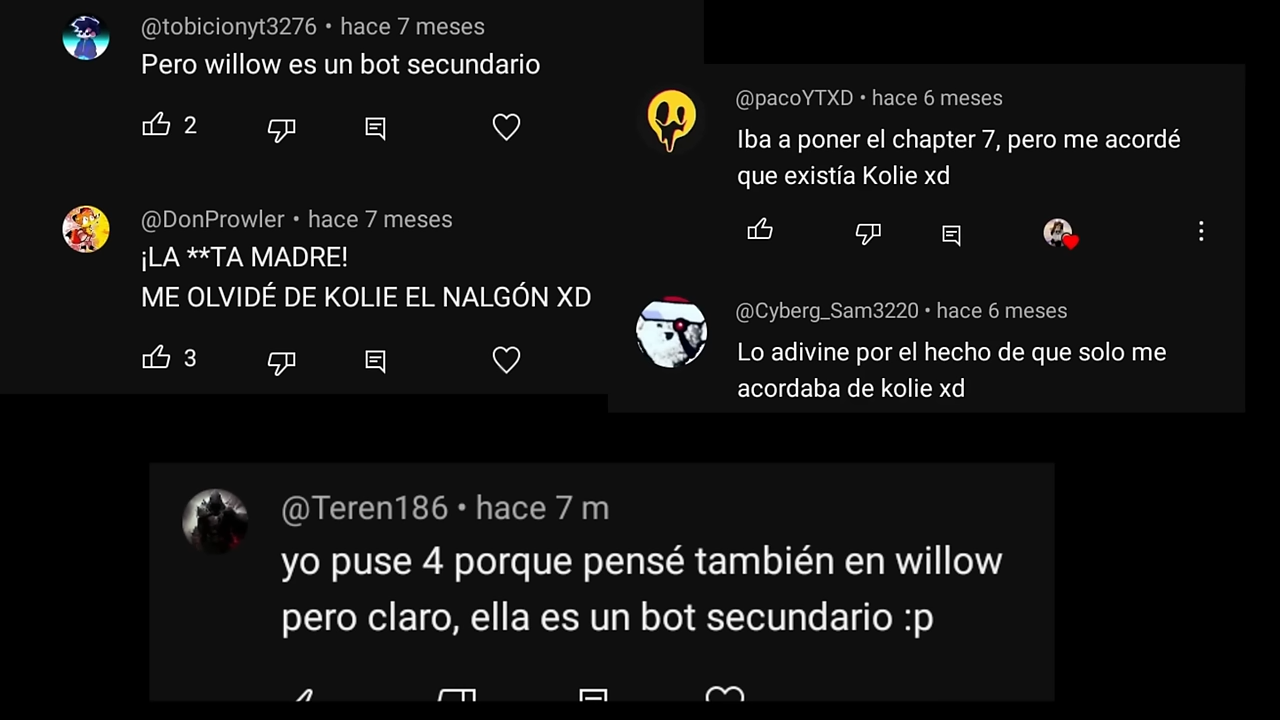 @tobicionyt3276 • hace 7 meses
Pero willow es un bot secundario
2
@DonProwler • hace 7 meses
¡LA **TA MADRE!
ME OLVIDÉ DE KOLIE EL NALGÓN XD
3
@pacoYTXD • hace 6 meses
Iba a poner el chapter 7, pero me acordé
que existía Kolie xd
@Cyberg_Sam3220 • hace 6 meses
Lo adivine por el hecho de que solo me
acordaba de kolie xd
@Teren186 • hace 7 m
yo puse 4 porque pensé también en willow
pero claro, ella es un bot secundario :p